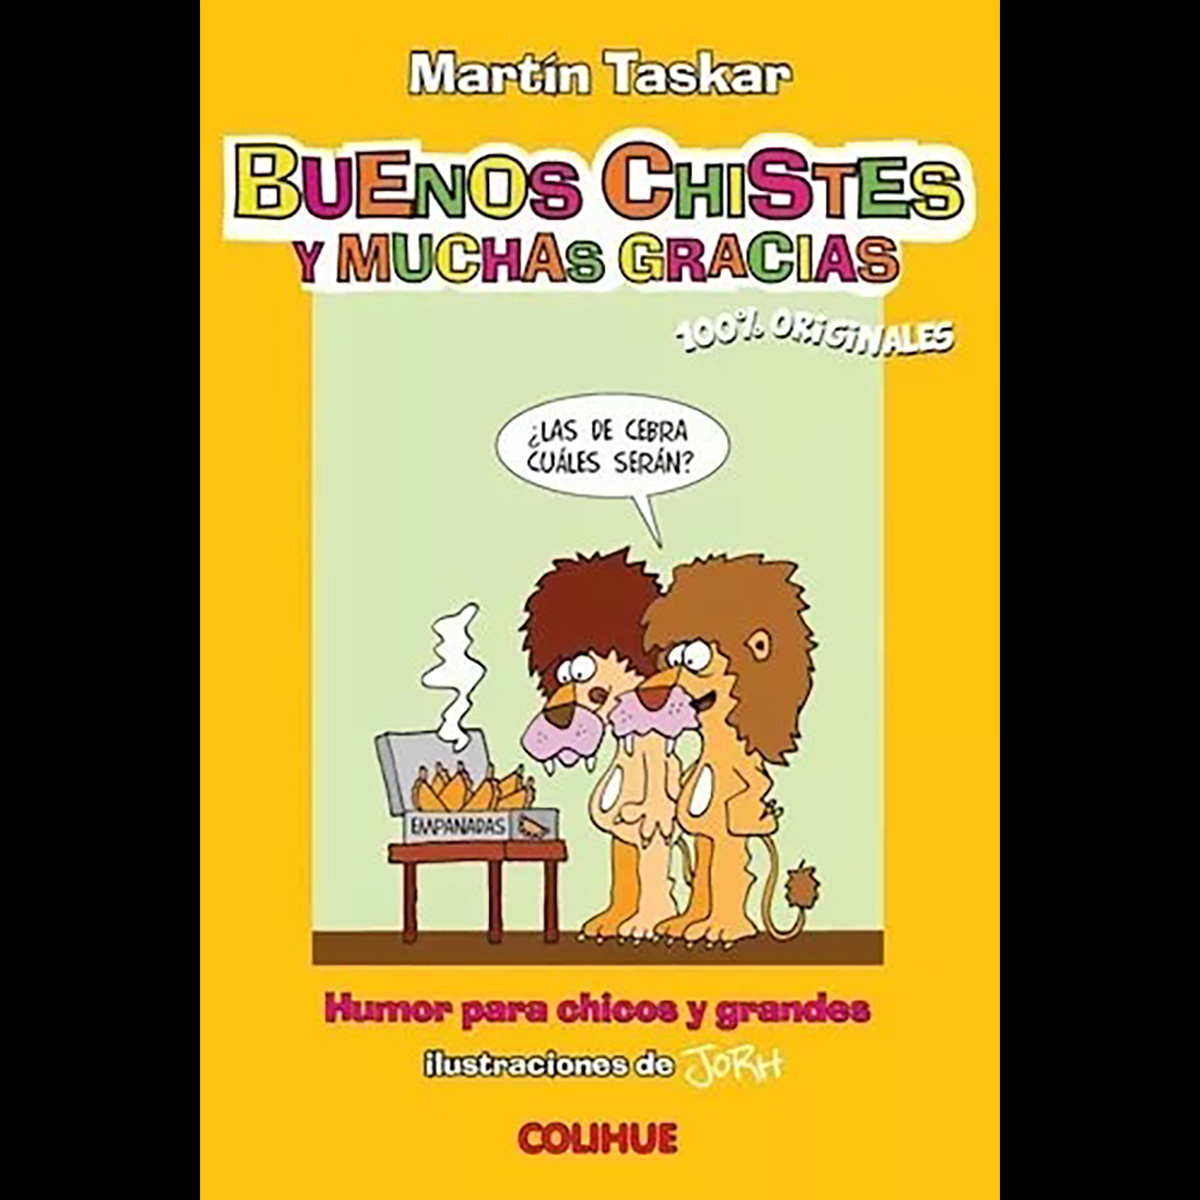 Martín Taskar
BUENOS CHISTES
Y MUCHAS GRACIAS
100% ORIGINALES
¿LAS DE CEBRA
CUÁLES SERÁN?
EMPANADAS
Humor para chicos y grandes
ilustraciones de JORH
COLIHUE